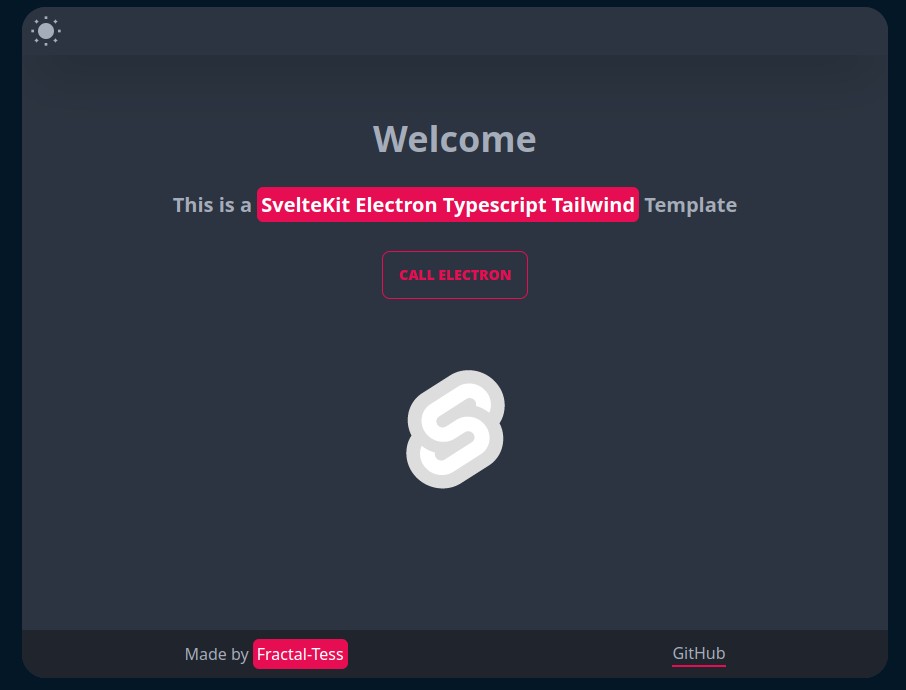 Welcome
This is a SvelteKit Electron Typescript Tailwind Template
CALL ELECTRON
Made by Fractal-Tess
GitHub